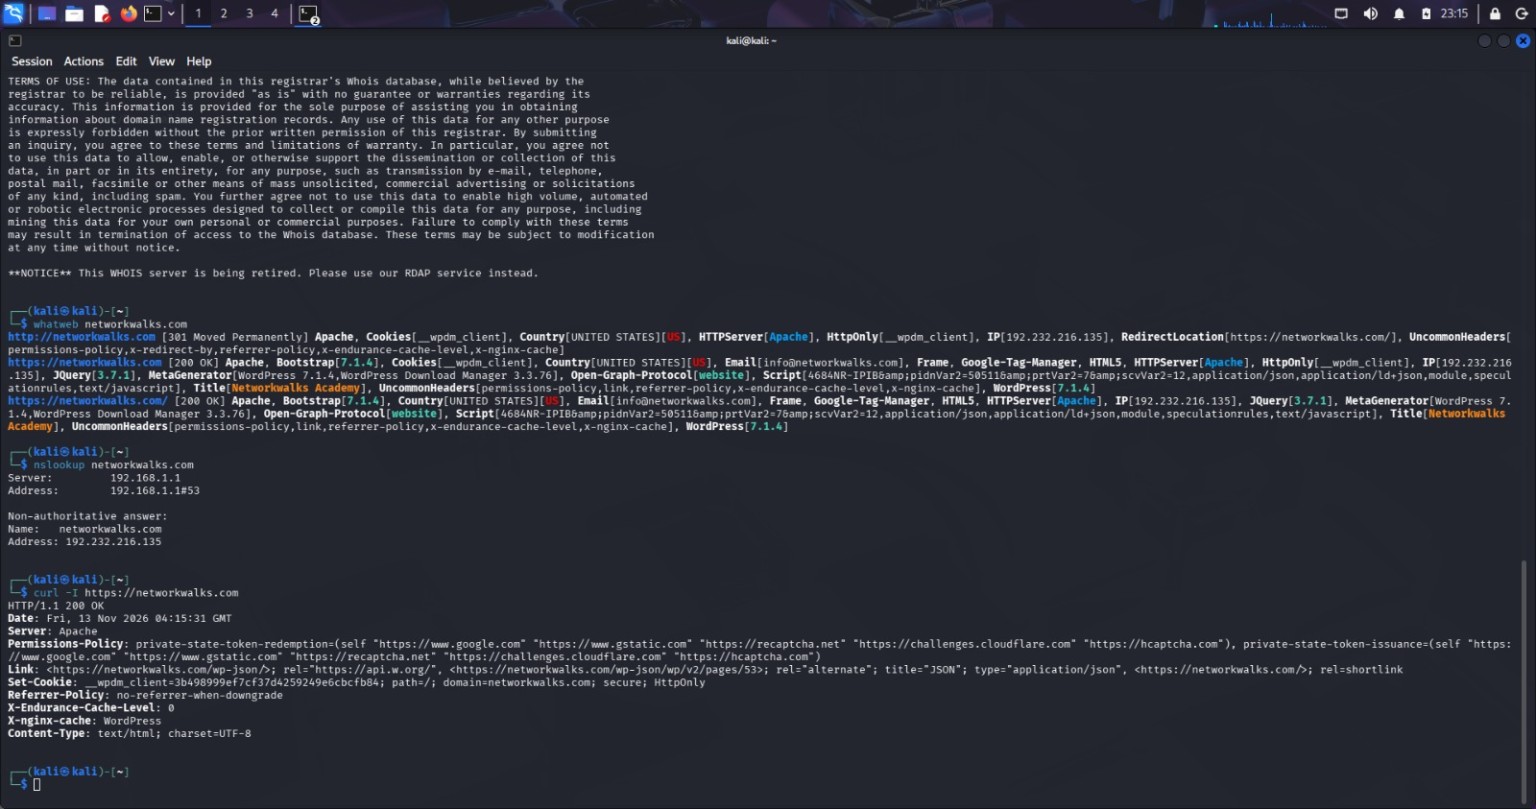 1 2 3 4 2 23:15
kali@kali: ~
Session Actions Edit View Help
TERMS OF USE: The data contained in this registrar's Whois database, while believed by the
registrar to be reliable, is provided "as is" with no guarantee or warranties regarding its
accuracy. This information is provided for the sole purpose of assisting you in obtaining
information about domain name registration records. Any use of this data for any other purpose
is expressly forbidden without the prior written permission of this registrar. By submitting
an inquiry, you agree to these terms and limitations of warranty. In particular, you agree not
to use this data to allow, enable, or otherwise support the dissemination or collection of this
data, in part or in its entirety, for any purpose, such as transmission by e-mail, telephone,
postal mail, facsimile or other means of mass unsolicited, commercial advertising or solicitations
of any kind, including spam. You further agree not to use this data to enable high volume, automated
or robotic electronic processes designed to collect or compile this data for any purpose, including
mining this data for your own personal or commercial purposes. Failure to comply with these terms
may result in termination of access to the Whois database. These terms may be subject to modification
at any time without notice.
**NOTICE** This WHOIS server is being retired. Please use our RDAP service instead.
┌──(kali㉿kali)-[~]
└─$ whatweb networkwalks.com
http://networkwalks.com [301 Moved Permanently] Apache, Cookies[__wpdm_client], Country[UNITED STATES][US], HTTPServer[Apache], HttpOnly[__wpdm_client], IP[192.232.216.135], RedirectLocation[https://networkwalks.com/], UncommonHeaders[
permissions-policy,x-redirect-by,referrer-policy,x-endurance-cache-level,x-nginx-cache]
https://networkwalks.com [200 OK] Apache, Bootstrap[7.1.4], Cookies[__wpdm_client], Country[UNITED STATES][US], Email[info@networkwalks.com], Frame, Google-Tag-Manager, HTML5, HTTPServer[Apache], HttpOnly[__wpdm_client], IP[192.232.216
.135], JQuery[3.7.1], MetaGenerator[WordPress 7.1.4,WordPress Download Manager 3.3.76], Open-Graph-Protocol[website], Script[4684NR-IPIB&amp;pidnVar2=50511&amp;prtVar2=7&amp;scvVar2=12,application/json,application/ld+json,module,specul
ationrules,text/javascript], Title[Networkwalks Academy], UncommonHeaders[permissions-policy,link,referrer-policy,x-endurance-cache-level,x-nginx-cache], WordPress[7.1.4]
https://networkwalks.com/ [200 OK] Apache, Bootstrap[7.1.4], Country[UNITED STATES][US], Email[info@networkwalks.com], Frame, Google-Tag-Manager, HTML5, HTTPServer[Apache], IP[192.232.216.135], JQuery[3.7.1], MetaGenerator[WordPress 7.
1.4,WordPress Download Manager 3.3.76], Open-Graph-Protocol[website], Script[4684NR-IPIB&amp;pidnVar2=50511&amp;prtVar2=7&amp;scvVar2=12,application/json,application/ld+json,module,speculationrules,text/javascript], Title[Networkwalks
Academy], UncommonHeaders[permissions-policy,link,referrer-policy,x-endurance-cache-level,x-nginx-cache], WordPress[7.1.4]
┌──(kali㉿kali)-[~]
└─$ nslookup networkwalks.com
Server: 192.168.1.1
Address: 192.168.1.1#53
Non-authoritative answer:
Name: networkwalks.com
Address: 192.232.216.135
┌──(kali㉿kali)-[~]
└─$ curl -I https://networkwalks.com
HTTP/1.1 200 OK
Date: Fri, 13 Nov 2026 04:15:31 GMT
Server: Apache
Permissions-Policy: private-state-token-redemption=(self "https://www.google.com" "https://www.gstatic.com" "https://recaptcha.net" "https://challenges.cloudflare.com" "https://hcaptcha.com"), private-state-token-issuance=(self "https:
//www.google.com" "https://www.gstatic.com" "https://recaptcha.net" "https://challenges.cloudflare.com" "https://hcaptcha.com")
Link: <https://networkwalks.com/wp-json/>; rel="https://api.w.org/", <https://networkwalks.com/wp-json/wp/v2/pages/53>; rel="alternate"; title="JSON"; type="application/json", <https://networkwalks.com/>; rel=shortlink
Set-Cookie: __wpdm_client=3b498999ef7cf37d4259249e6cbcfb84; path=/; domain=networkwalks.com; secure; HttpOnly
Referrer-Policy: no-referrer-when-downgrade
X-Endurance-Cache-Level: 0
X-nginx-cache: WordPress
Content-Type: text/html; charset=UTF-8
┌──(kali㉿kali)-[~]
└─$